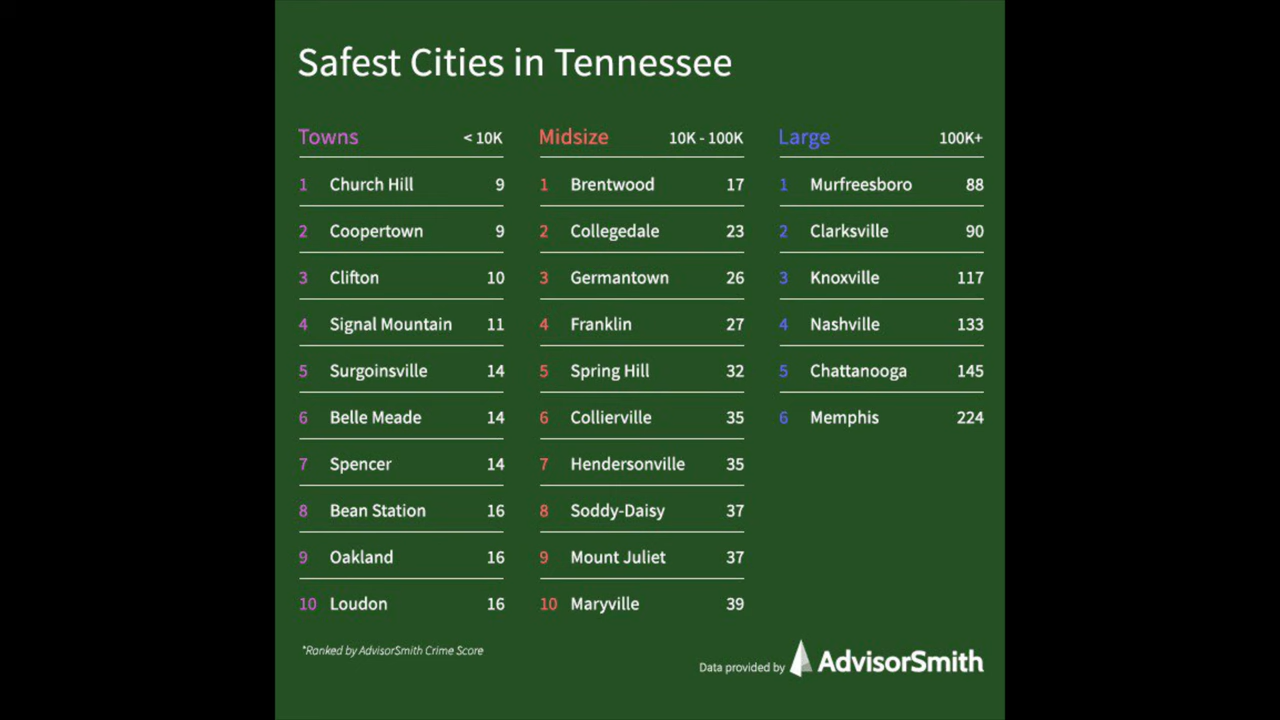 Safest Cities in Tennessee
Towns < 10K
1 Church Hill 9
2 Coopertown 9
3 Clifton 10
4 Signal Mountain 11
5 Surgoinsville 14
6 Belle Meade 14
7 Spencer 14
8 Bean Station 16
9 Oakland 16
10 Loudon 16
Midsize 10K - 100K
1 Brentwood 17
2 Collegedale 23
3 Germantown 26
4 Franklin 27
5 Spring Hill 32
6 Collierville 35
7 Hendersonville 35
8 Soddy-Daisy 37
9 Mount Juliet 37
10 Maryville 39
Large 100K+
1 Murfreesboro 88
2 Clarksville 90
3 Knoxville 117
4 Nashville 133
5 Chattanooga 145
6 Memphis 224
*Ranked by AdvisorSmith Crime Score
Data provided by AdvisorSmith